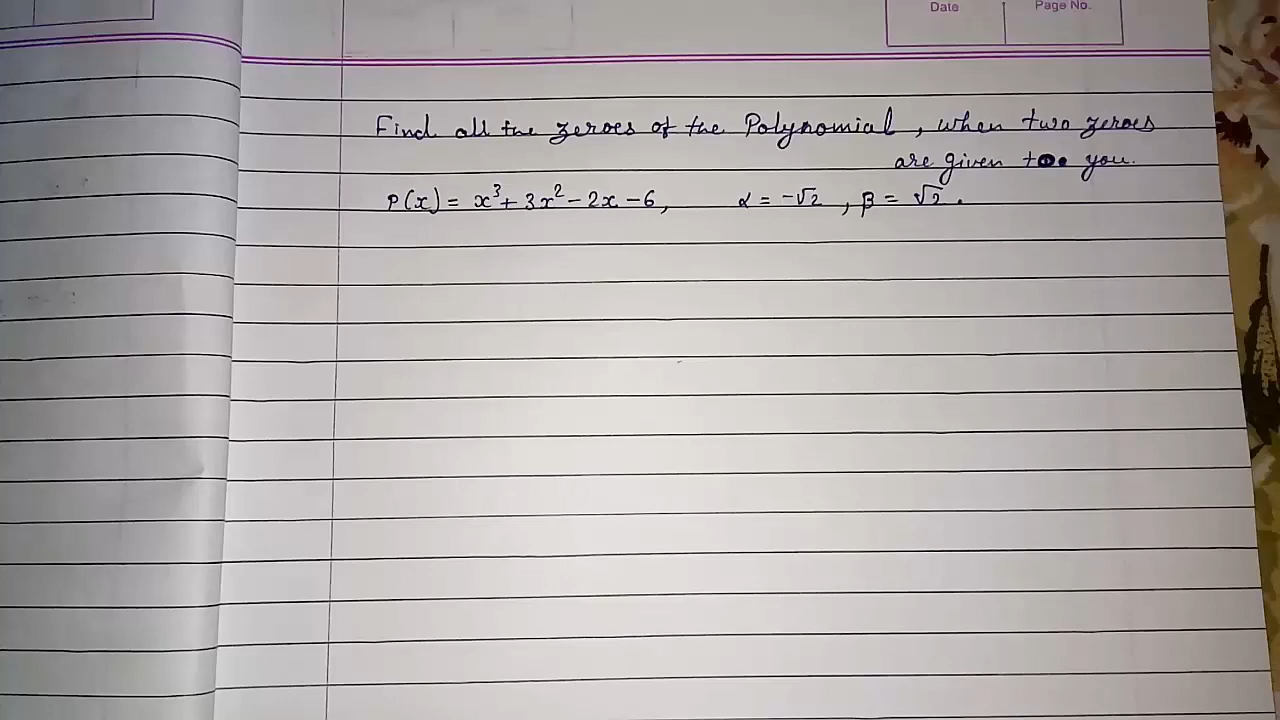 Date Page No.
Find all the zeroes of the Polynomial, when two zeroes
are given to you.
P(x) = x³+3x²-2x-6, α = -√2, β = √2.